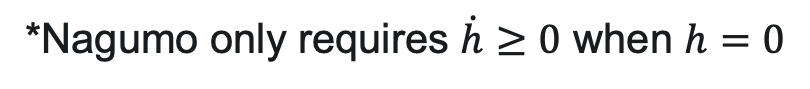 *Nagumo only requires ḣ ≥ 0 when h = 0